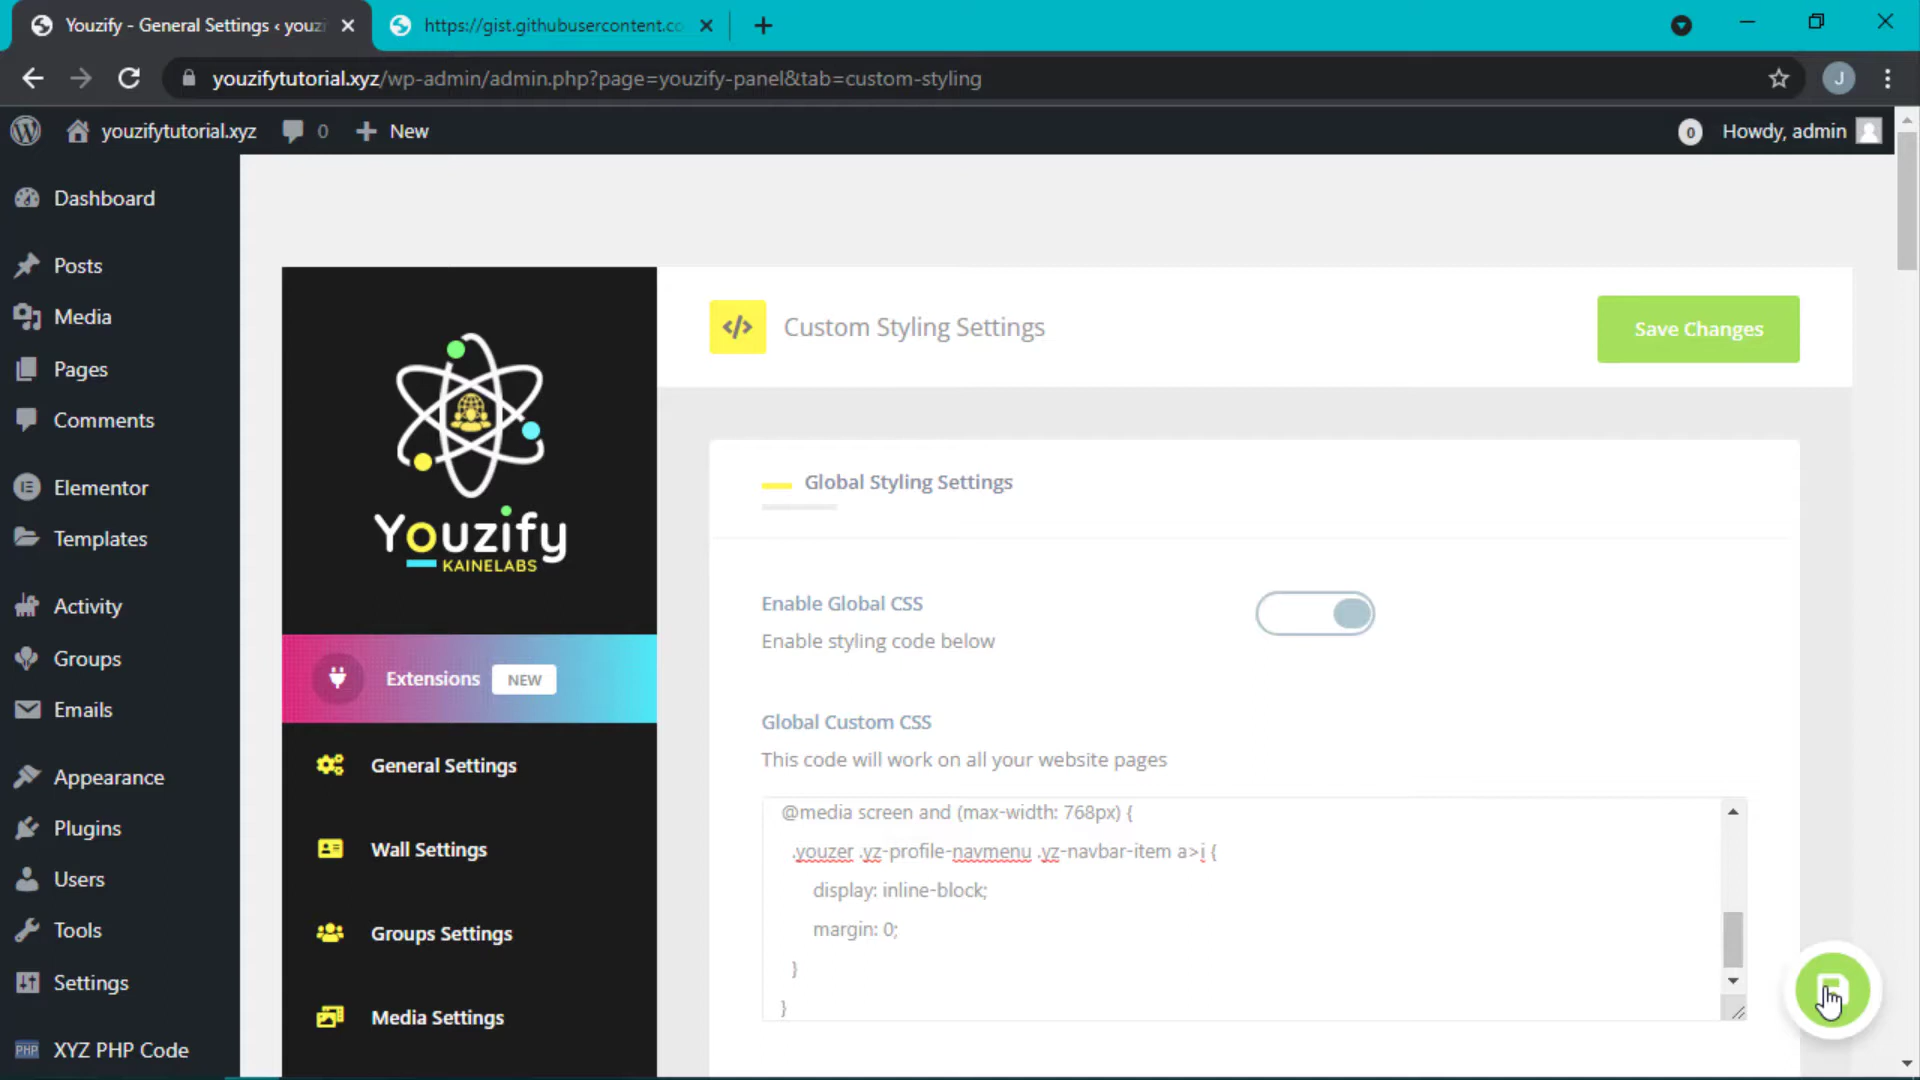 Youzify - General Settings ‹ youzi
https://gist.githubusercontent.co
youzifytutorial.xyz/wp-admin/admin.php?page=youzify-panel&tab=custom-styling
J
youzifytutorial.xyz
0
New
0
Howdy, admin
Dashboard
Posts
Media
Pages
Comments
Elementor
Templates
Activity
Groups
Emails
Appearance
Plugins
Users
Tools
Settings
PHP
XYZ PHP Code
Youzify
KAINELABS
Extensions
NEW
General Settings
Wall Settings
Groups Settings
Media Settings
</>
Custom Styling Settings
Save Changes
Global Styling Settings
Enable Global CSS
Enable styling code below
Global Custom CSS
This code will work on all your website pages
@media screen and (max-width: 768px) {
.youzer .yz-profile-navmenu .yz-navbar-item a>i {
display: inline-block;
margin: 0;
}
}